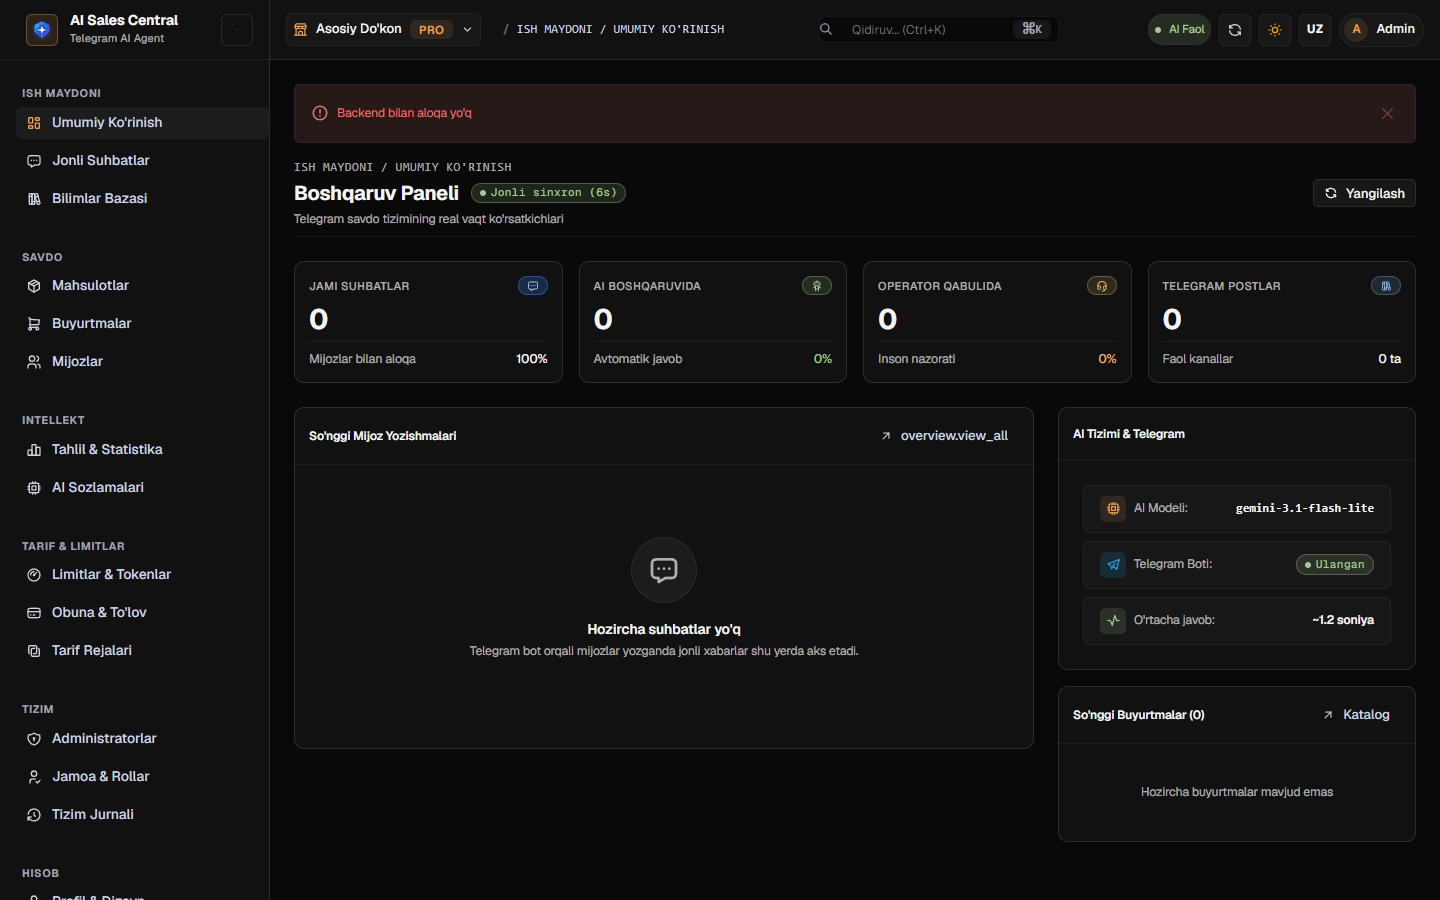 AI Sales Central
Telegram AI Agent
Asosiy Do'kon PRO
/ ISH MAYDONI / UMUMIY KO'RINISH
Qidiruv... (Ctrl+K) ⌘K
AI Faol
UZ
A Admin
ISH MAYDONI
Umumiy Ko'rinish
Jonli Suhbatlar
Bilimlar Bazasi
SAVDO
Mahsulotlar
Buyurtmalar
Mijozlar
INTELLEKT
Tahlil & Statistika
AI Sozlamalari
TARIF & LIMITLAR
Limitlar & Tokenlar
Obuna & To'lov
Tarif Rejalari
TIZIM
Administratorlar
Jamoa & Rollar
Tizim Jurnali
HISOB
Profil & Dizayn
Backend bilan aloqa yo'q
ISH MAYDONI / UMUMIY KO'RINISH
Boshqaruv Paneli Jonli sinxron (6s)
Telegram savdo tizimining real vaqt ko'rsatkichlari
Yangilash
JAMI SUHBATLAR
0
Mijozlar bilan aloqa 100%
AI BOSHQARUVIDA
0
Avtomatik javob 0%
OPERATOR QABULIDA
0
Inson nazorati 0%
TELEGRAM POSTLAR
0
Faol kanallar 0 ta
So'nggi Mijoz Yozishmalari
overview.view_all
Hozircha suhbatlar yo'q
Telegram bot orqali mijozlar yozganda jonli xabarlar shu yerda aks etadi.
AI Tizimi & Telegram
AI Modeli: gemini-3.1-flash-lite
Telegram Boti: Ulangan
O'rtacha javob: ~1.2 soniya
So'nggi Buyurtmalar (0)
Katalog
Hozircha buyurtmalar mavjud emas